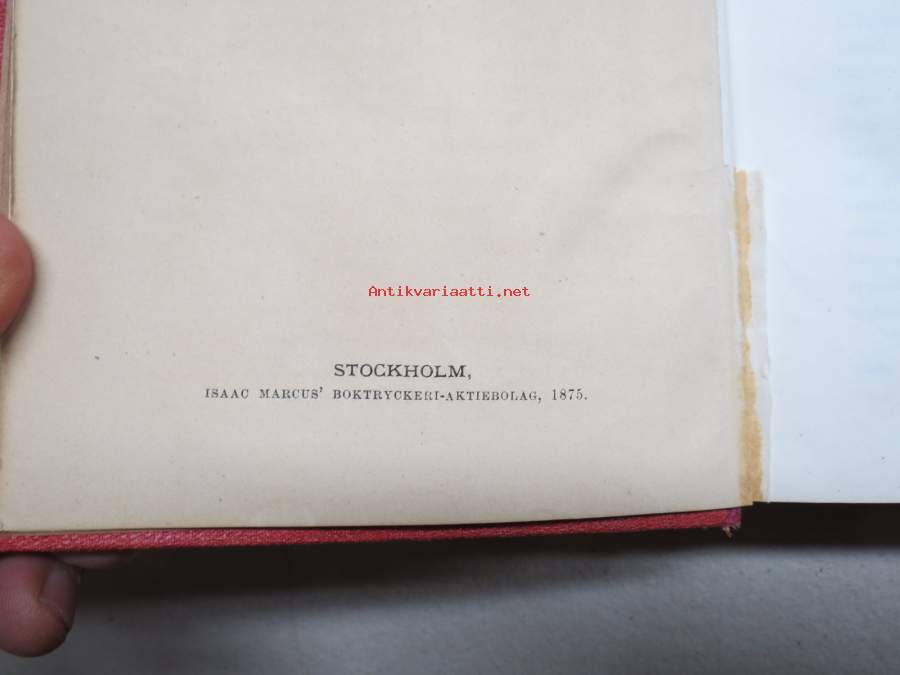 Antikvariaatti.net
STOCKHOLM,
ISAAC MARCUS' BOKTRYCKERI-AKTIEBOLAG, 1875.